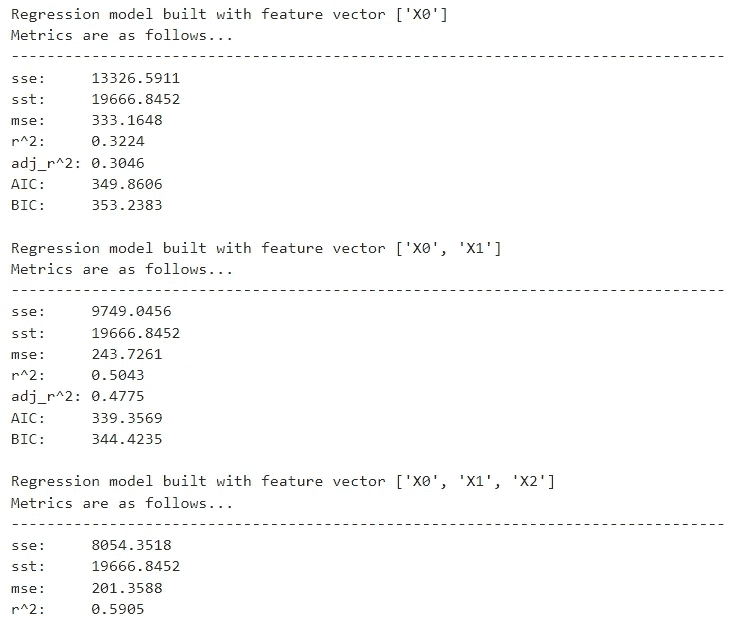 Regression model built with feature vector ['X0']
Metrics are as follows...
--------------------------------------------------------------------------------
sse:     13326.5911
sst:     19666.8452
mse:     333.1648
r^2:     0.3224
adj_r^2: 0.3046
AIC:     349.8606
BIC:     353.2383
Regression model built with feature vector ['X0', 'X1']
Metrics are as follows...
--------------------------------------------------------------------------------
sse:     9749.0456
sst:     19666.8452
mse:     243.7261
r^2:     0.5043
adj_r^2: 0.4775
AIC:     339.3569
BIC:     344.4235
Regression model built with feature vector ['X0', 'X1', 'X2']
Metrics are as follows...
--------------------------------------------------------------------------------
sse:     8054.3518
sst:     19666.8452
mse:     201.3588
r^2:     0.5905